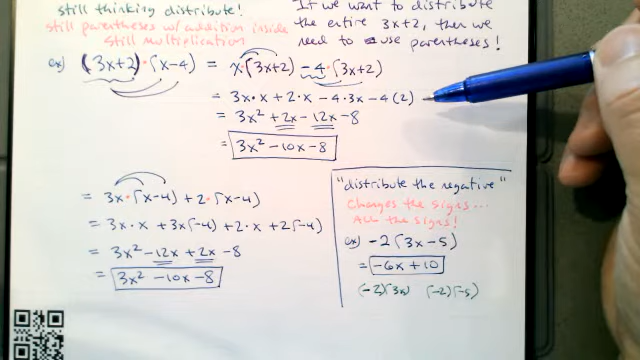 still thinking distribute!
still parentheses w/ addition inside
still multiplication
If we want to distribute
the entire 3x+2, then we
need to use parentheses!
ex) (3x+2)·(x-4) = x·(3x+2) -4·(3x+2)
= 3x·x + 2·x -4·3x -4(2)
= 3x² +2x -12x -8
= 3x² -10x -8
= 3x·(x-4) + 2·(x-4)
= 3x·x + 3x(-4) + 2·x + 2(-4)
= 3x² -12x +2x -8
= 3x² -10x -8
"distribute the negative"
Changes the signs...
All the signs!
ex) -2(3x-5)
= -6x+10
(-2)(3x) (-2)(-5)